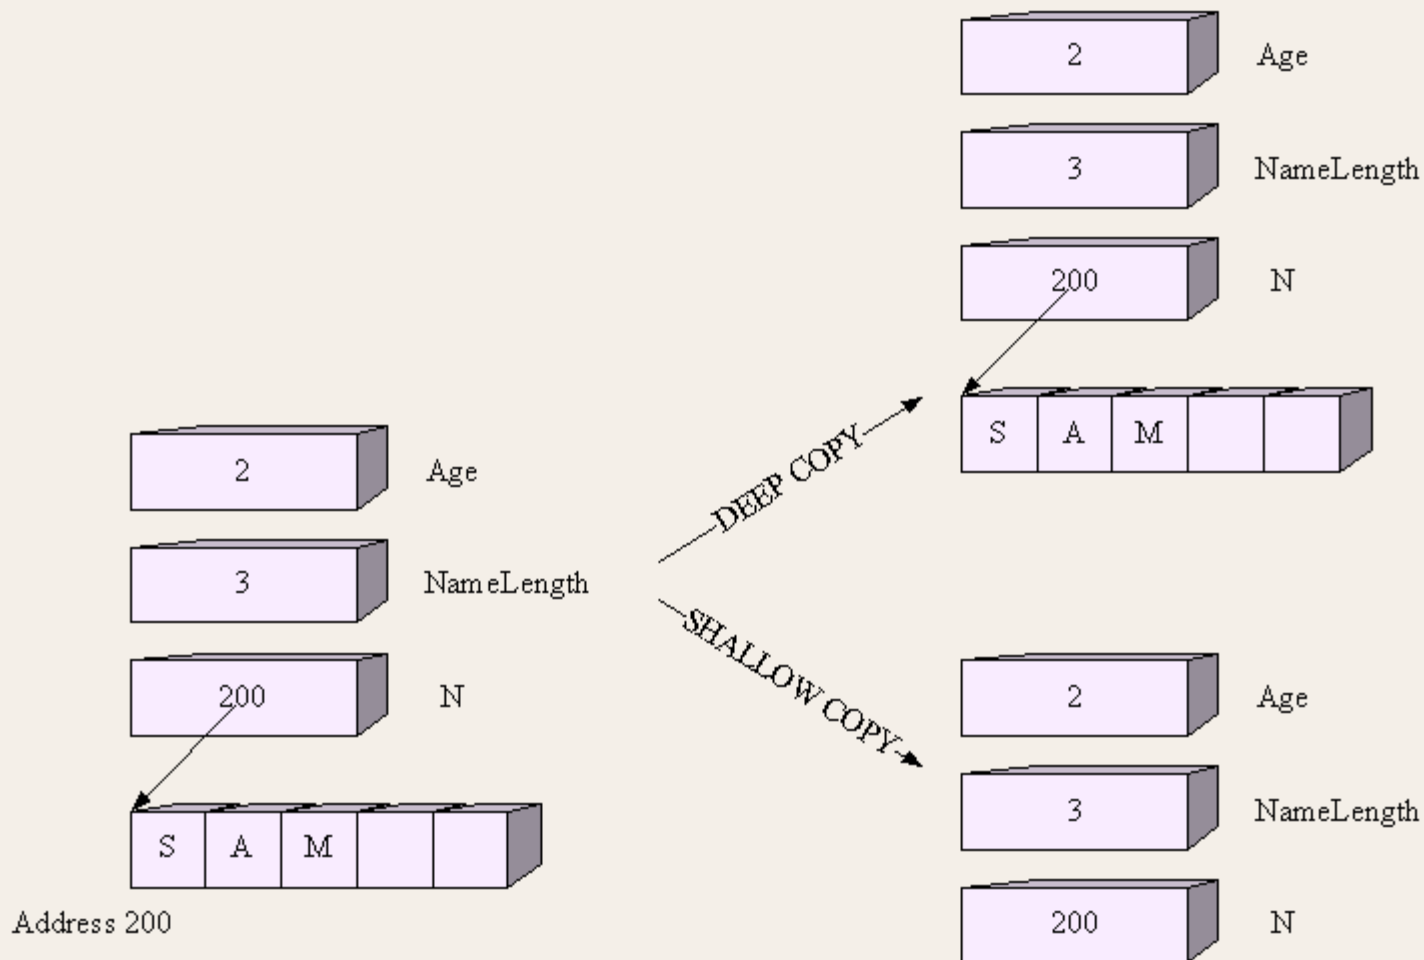 2 Age
3 NameLength
200 N
S A M
Address 200
DEEP COPY
SHALLOW COPY
2 Age
3 NameLength
200 N
S A M
2 Age
3 NameLength
200 N